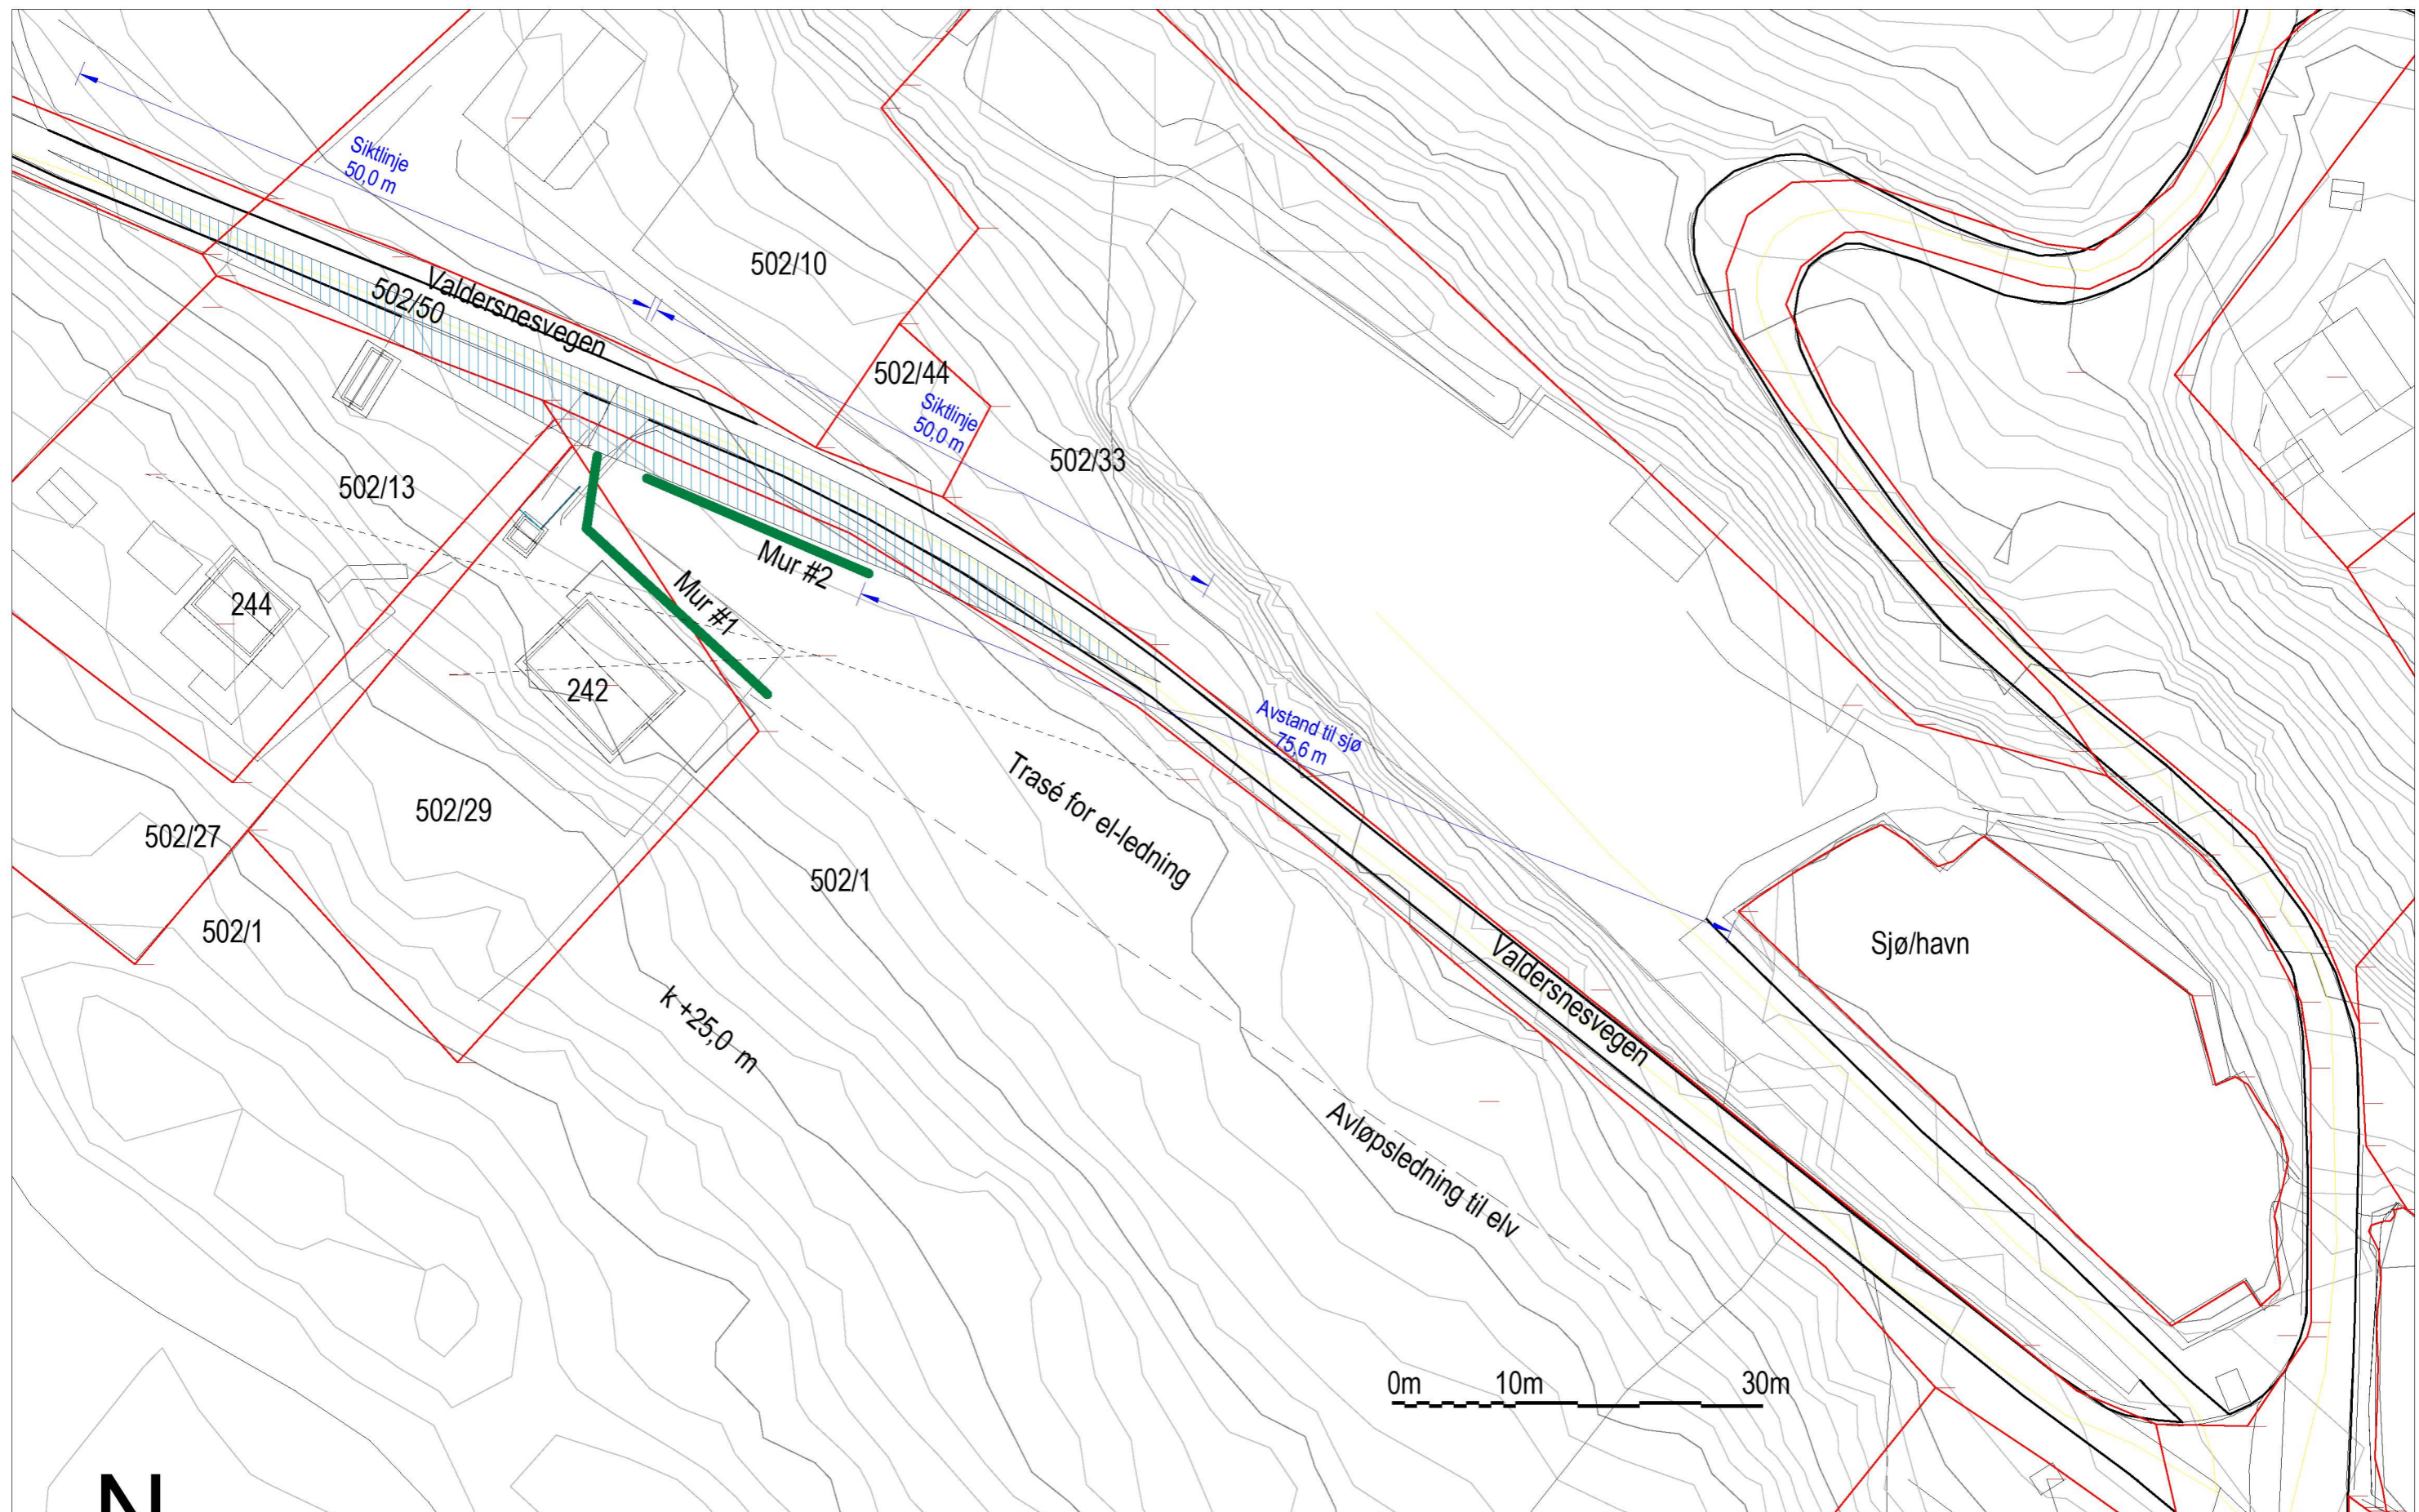 Siktlinje
50,0 m
Valdersnesvegen
502/50
502/10
502/44
Siktlinje
50,0 m
502/33
502/13
Mur #2
Mur #1
244
242
Avstand til sjø
75,6 m
Trasé for el-ledning
502/29
502/27
502/1
502/1
Sjø/havn
Valdersnesvegen
k +25,0 m
Avløpsledning til elv
0m 10m 30m
N